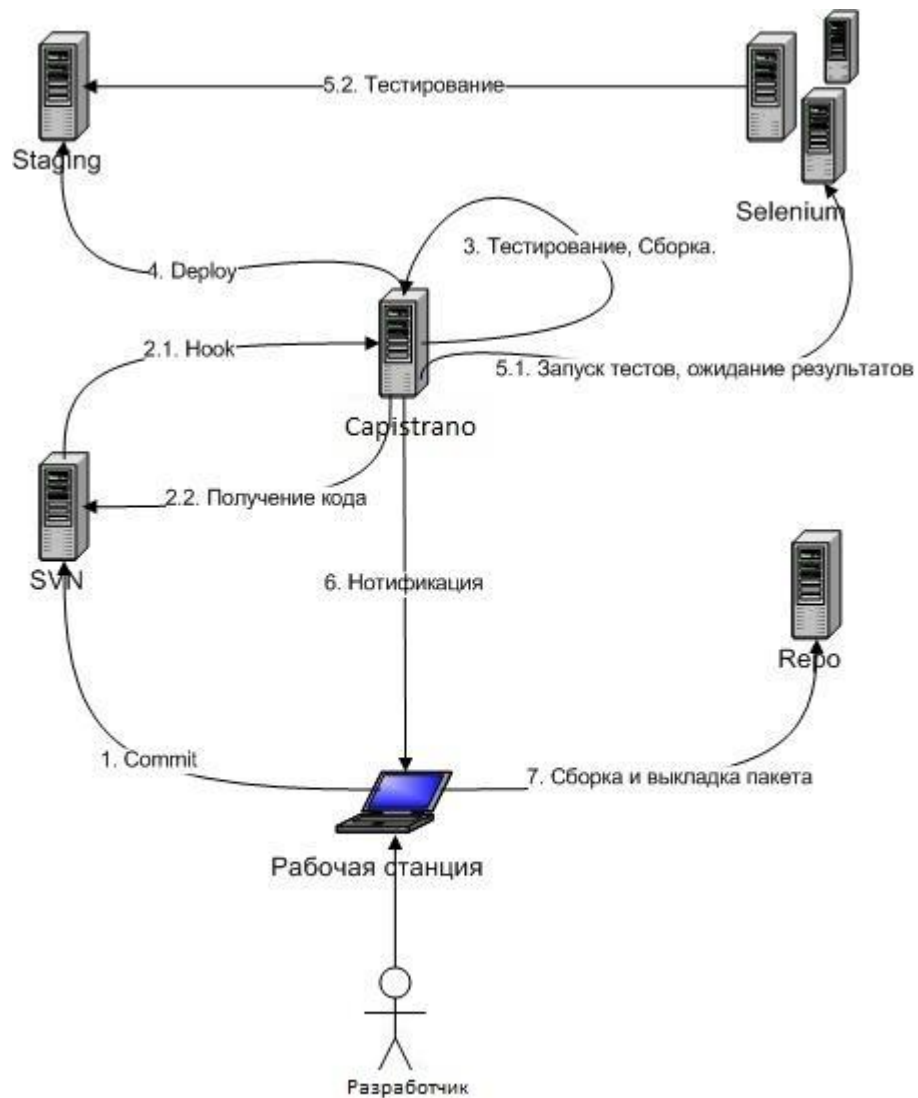 5.2. Тестирование
Staging
Selenium
3. Тестирование, Сборка.
4. Deploy
2.1. Hook
5.1. Запуск тестов, ожидание результатов
Capistrano
2.2. Получение кода
SVN
6. Нотификация
Repo
1. Commit
7. Сборка и выкладка пакета
Рабочая станция
Разработчик